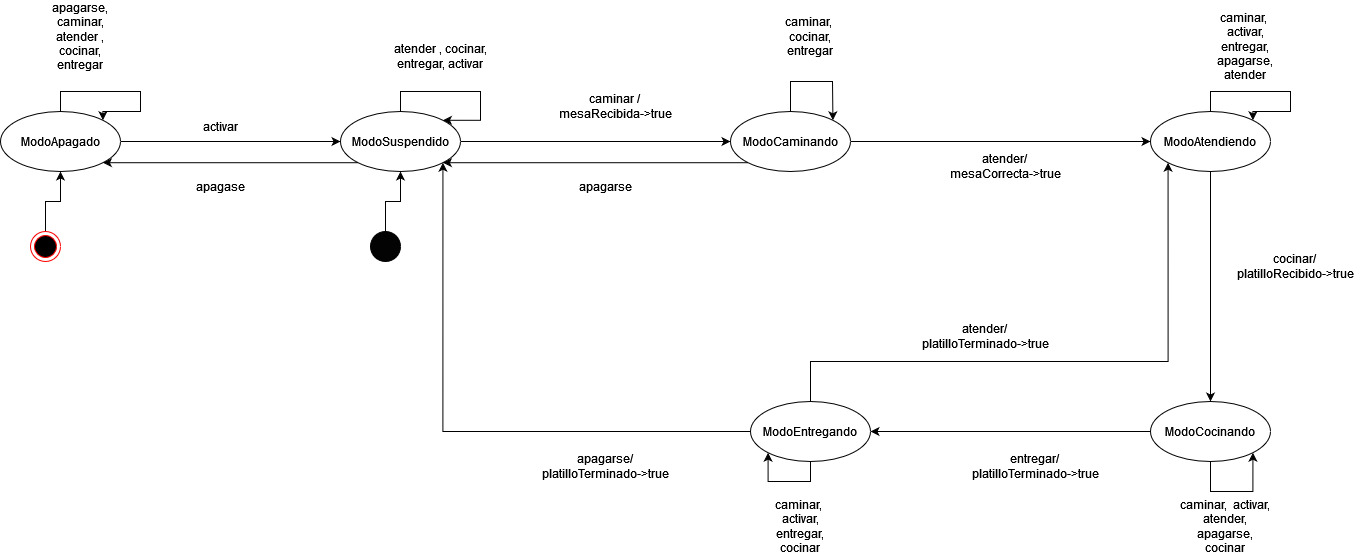 apagarse,
caminar,
atender ,
cocinar,
entregar
atender , cocinar,
entregar, activar
caminar,
cocinar,
entregar
caminar,
activar,
entregar,
apagarse,
atender
ModoApagado
activar
apagase
ModoSuspendido
caminar /
mesaRecibida->true
apagarse
ModoCaminando
atender/
mesaCorrecta->true
ModoAtendiendo
cocinar/
platilloRecibido->true
atender/
platilloTerminado->true
ModoEntregando
ModoCocinando
apagarse/
platilloTerminado->true
entregar/
platilloTerminado->true
caminar,
activar,
entregar,
cocinar
caminar,  activar,
atender,
apagarse,
cocinar